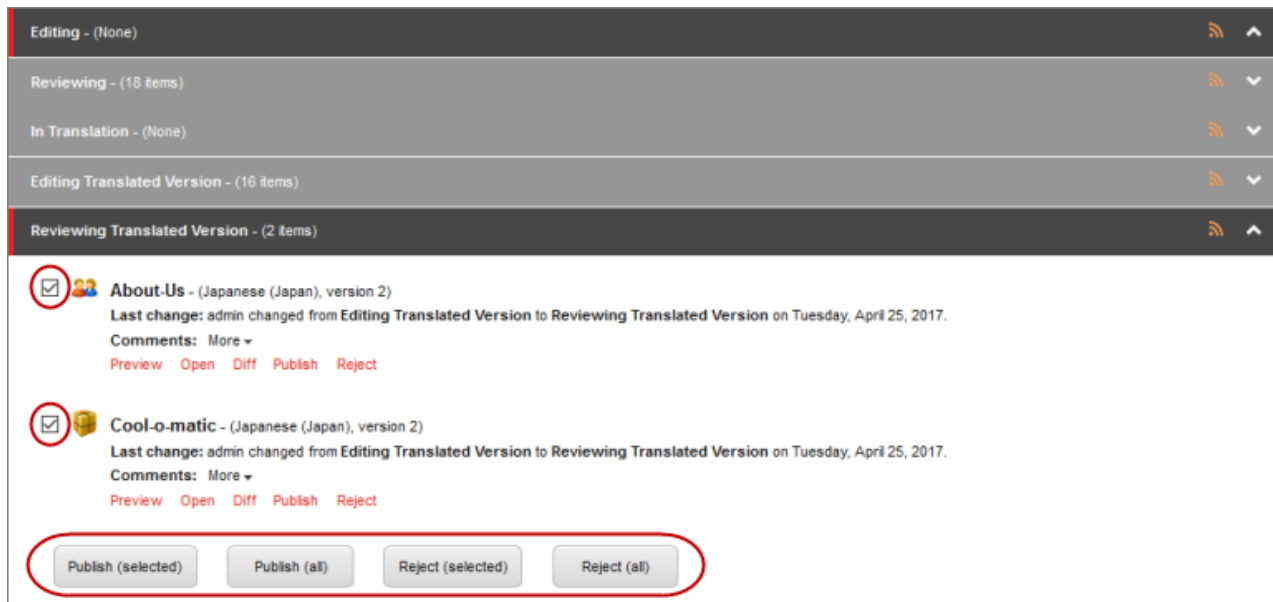 Editing - (None)
Reviewing - (18 items)
In Translation - (None)
Editing Translated Version - (16 items)
Reviewing Translated Version - (2 items)
About-Us - (Japanese (Japan), version 2)
Last change: admin changed from Editing Translated Version to Reviewing Translated Version on Tuesday, April 25, 2017.
Comments: More
Preview Open Diff Publish Reject
Cool-o-matic - (Japanese (Japan), version 2)
Last change: admin changed from Editing Translated Version to Reviewing Translated Version on Tuesday, April 25, 2017.
Comments: More
Preview Open Diff Publish Reject
Publish (selected) Publish (all) Reject (selected) Reject (all)